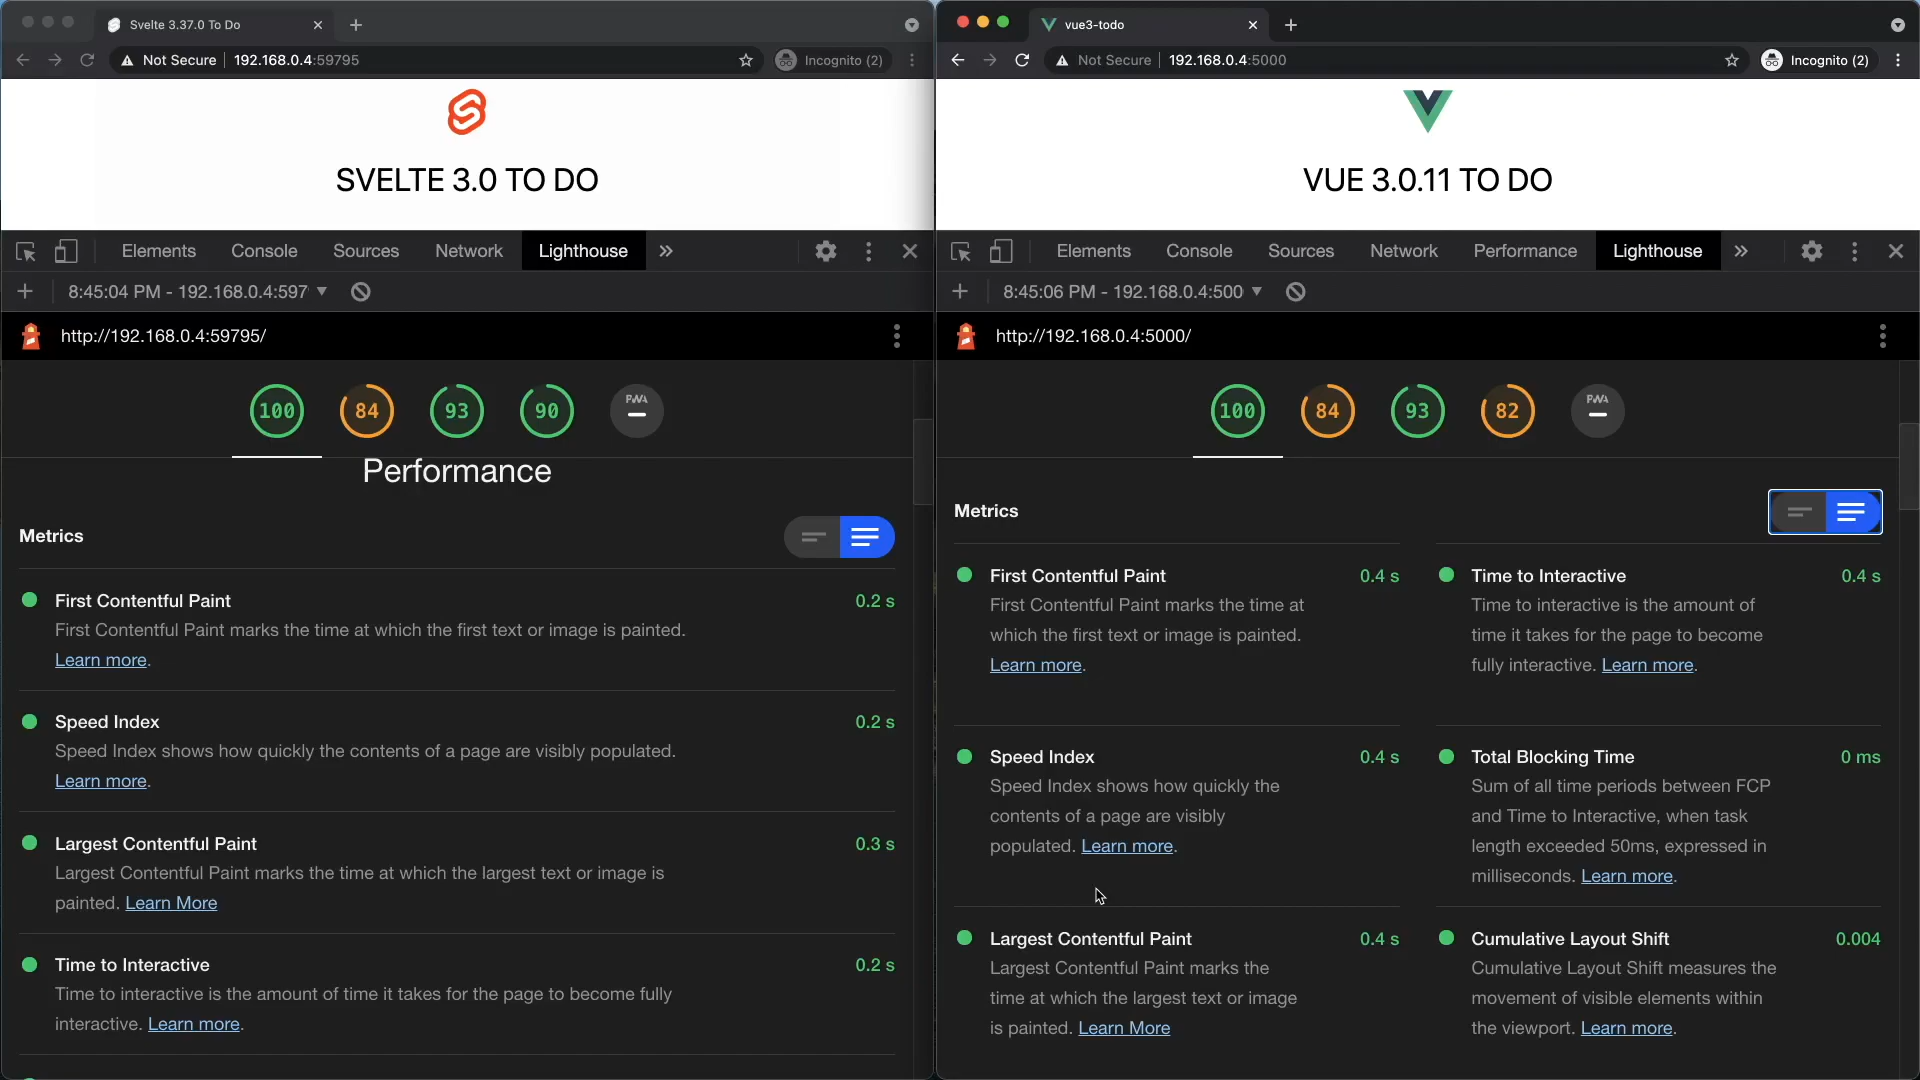 Svelte 3.37.0 To Do
Not Secure 192.168.0.4:59795
Incognito (2)
SVELTE 3.0 TO DO
Elements Console Sources Network Lighthouse
8:45:04 PM - 192.168.0.4:597
http://192.168.0.4:59795/
100 84 93 90 PWA
Performance
Metrics
First Contentful Paint 0.2 s
First Contentful Paint marks the time at which the first text or image is painted.
Learn more.
Speed Index 0.2 s
Speed Index shows how quickly the contents of a page are visibly populated.
Learn more.
Largest Contentful Paint 0.3 s
Largest Contentful Paint marks the time at which the largest text or image is
painted. Learn More
Time to Interactive 0.2 s
Time to interactive is the amount of time it takes for the page to become fully
interactive. Learn more.
vue3-todo
Not Secure 192.168.0.4:5000
Incognito (2)
VUE 3.0.11 TO DO
Elements Console Sources Network Performance Lighthouse
8:45:06 PM - 192.168.0.4:500
http://192.168.0.4:5000/
100 84 93 82 PWA
Metrics
First Contentful Paint 0.4 s
First Contentful Paint marks the time at
which the first text or image is painted.
Learn more.
Time to Interactive 0.4 s
Time to interactive is the amount of
time it takes for the page to become
fully interactive. Learn more.
Speed Index 0.4 s
Speed Index shows how quickly the
contents of a page are visibly
populated. Learn more.
Total Blocking Time 0 ms
Sum of all time periods between FCP
and Time to Interactive, when task
length exceeded 50ms, expressed in
milliseconds. Learn more.
Largest Contentful Paint 0.4 s
Largest Contentful Paint marks the
time at which the largest text or image
is painted. Learn More
Cumulative Layout Shift 0.004
Cumulative Layout Shift measures the
movement of visible elements within
the viewport. Learn more.